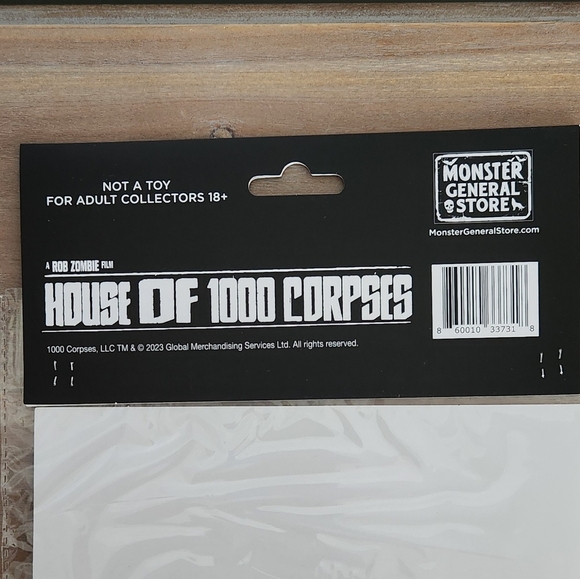 NOT A TOY
FOR ADULT COLLECTORS 18+
MONSTER
GENERAL
STORE
MonsterGeneralStore.com
A ROB ZOMBIE FILM
HOUSE OF 1000 CORPSES
8 60010 33731 8
1000 Corpses, LLC TM & © 2023 Global Merchandising Services Ltd. All rights reserved.